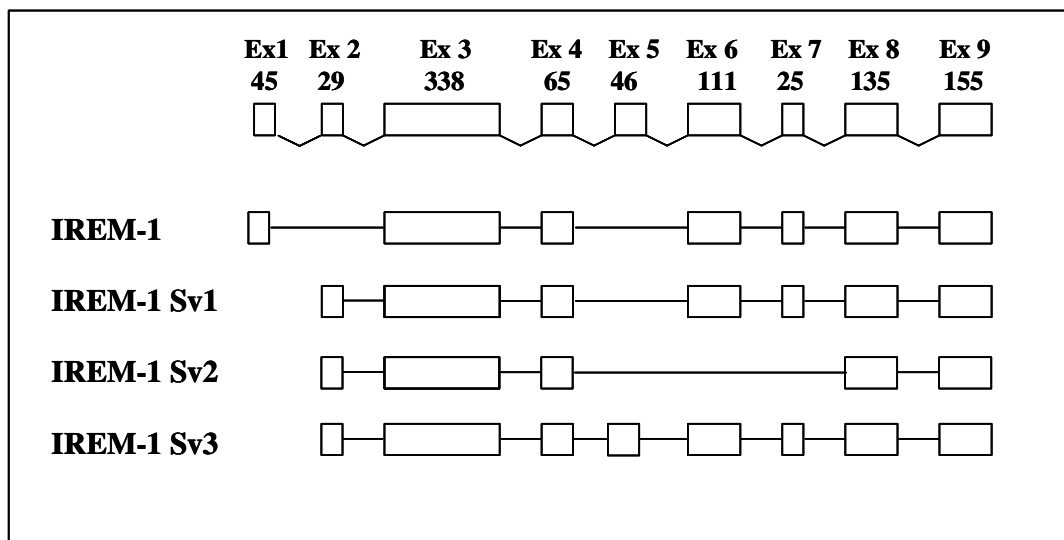 Ex1 Ex 2 Ex 3 Ex 4 Ex 5 Ex 6 Ex 7 Ex 8 Ex 9
45 29 338 65 46 111 25 135 155
IREM-1
IREM-1 Sv1
IREM-1 Sv2
IREM-1 Sv3